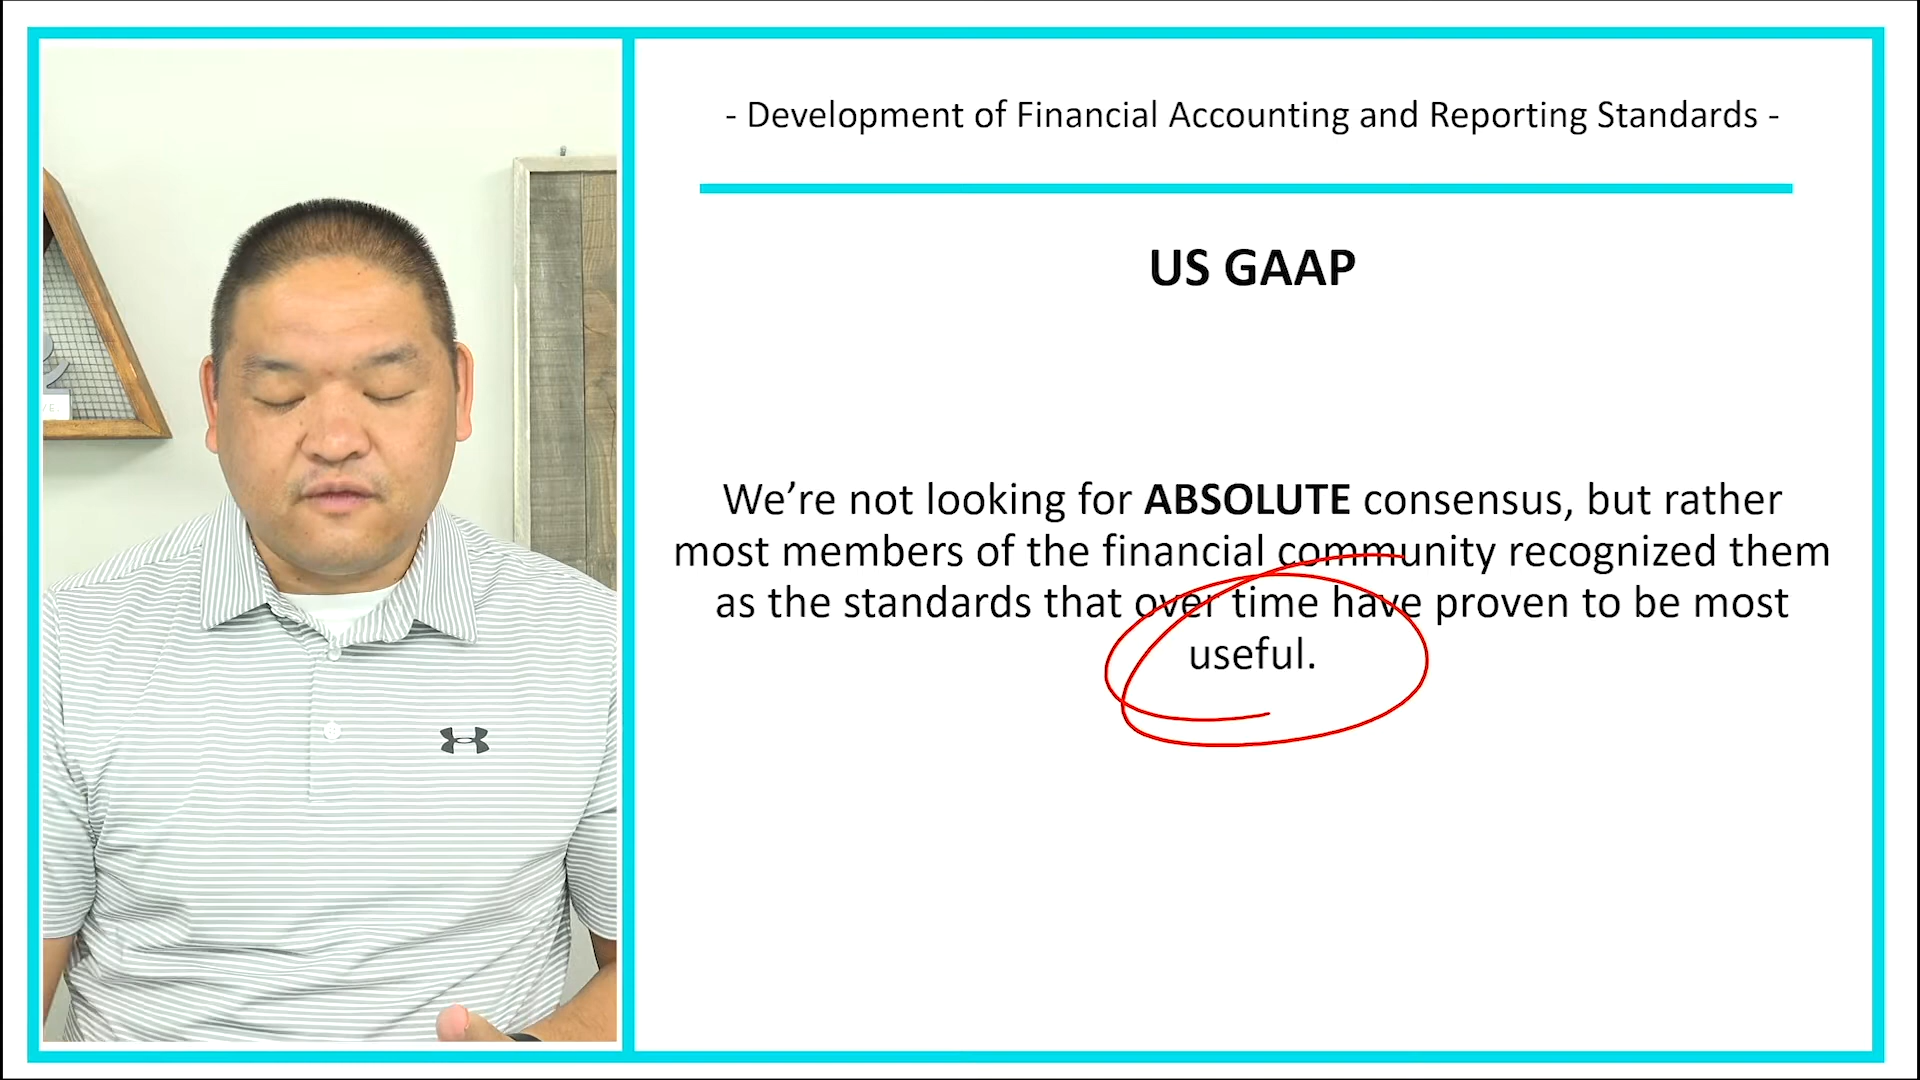 - Development of Financial Accounting and Reporting Standards -
US GAAP
We’re not looking for ABSOLUTE consensus, but rather
most members of the financial community recognized them
as the standards that over time have proven to be most
useful.